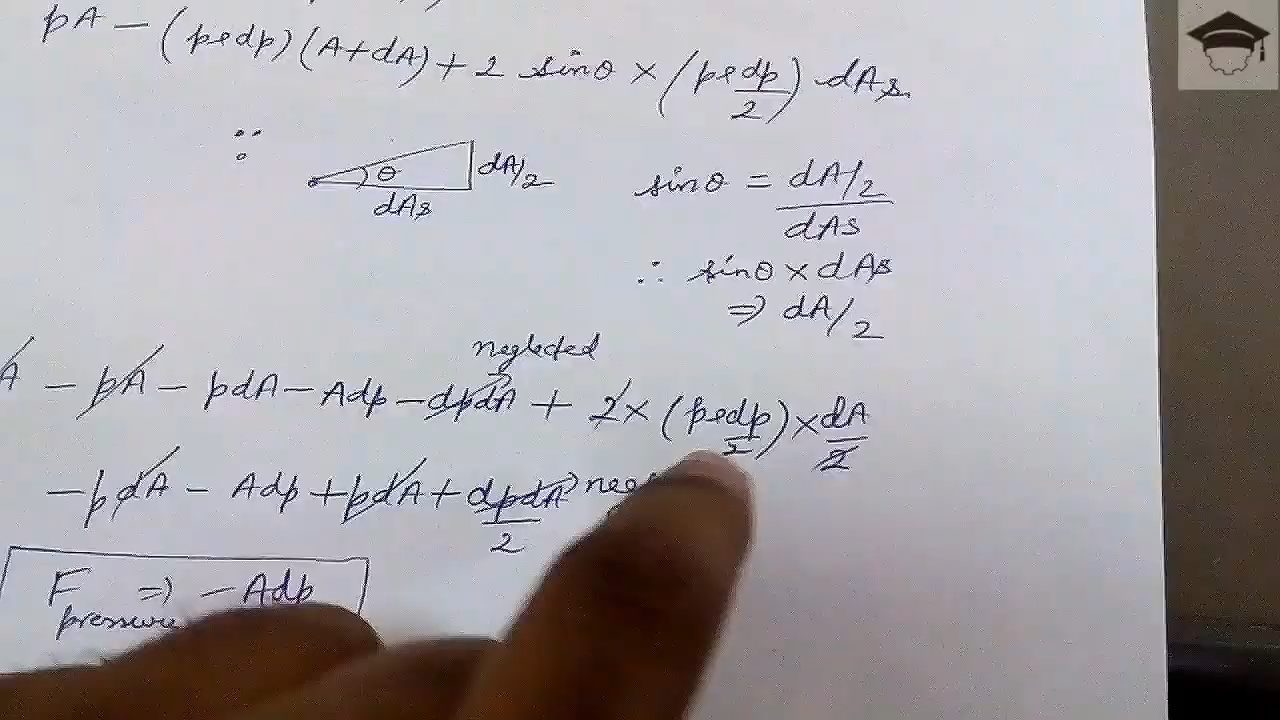 pA - (p+dp)(A+dA) + 2 sinθ × (p+dp/2) dAs.
∵
θ
dA/2
dAs
sinθ = dA/2 / dAs
∴ sinθ × dAs
⇒ dA/2
neglected
A - pA - pdA - Adp - dpdA + 2 × (p+dp/2) × dA/2
- pdA - Adp + pdA + dpdA/2 neg
F pressure ⇒ -Adp